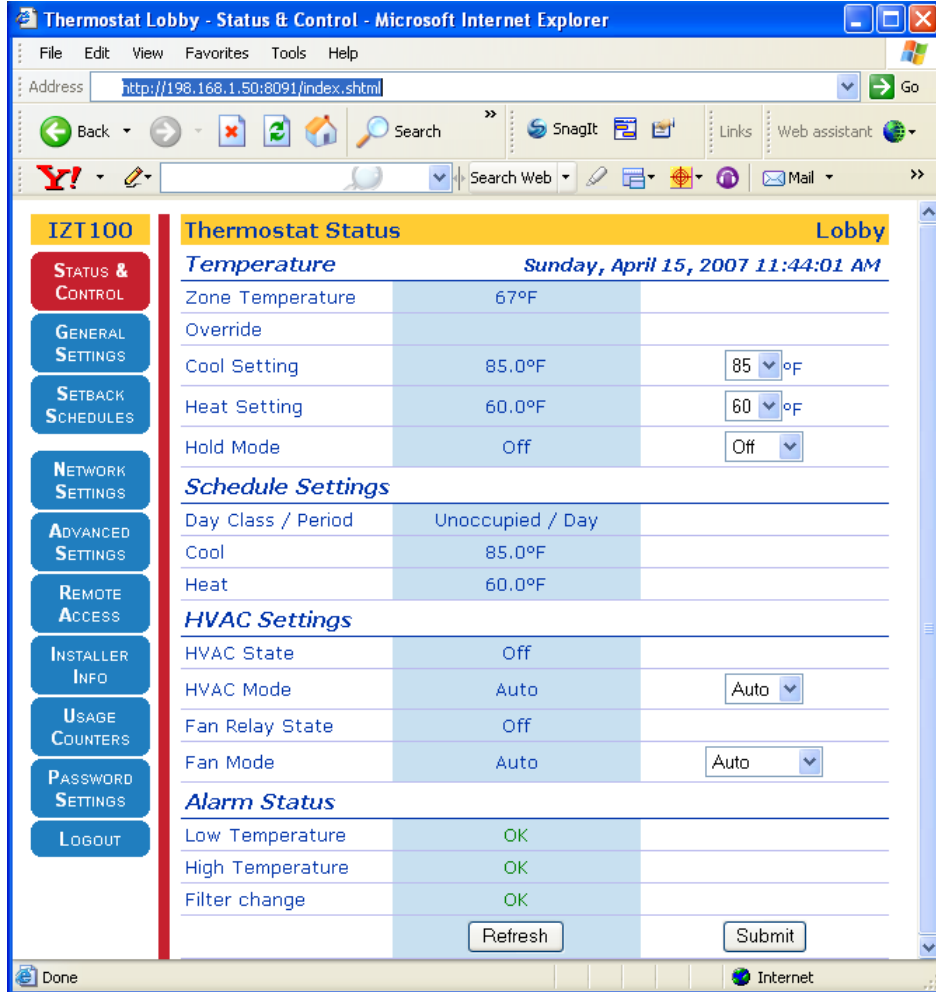 Thermostat Lobby - Status & Control - Microsoft Internet Explorer
File Edit View Favorites Tools Help
Address http://198.168.1.50:8091/index.shtml Go
Back Search » SnagIt Links Web assistant
Y! Search Web Mail »
IZT100
STATUS & CONTROL
GENERAL SETTINGS
SETBACK SCHEDULES
NETWORK SETTINGS
ADVANCED SETTINGS
REMOTE ACCESS
INSTALLER INFO
USAGE COUNTERS
PASSWORD SETTINGS
LOGOUT
Thermostat Status Lobby
Temperature Sunday, April 15, 2007 11:44:01 AM
Zone Temperature 67°F
Override
Cool Setting 85.0°F 85 °F
Heat Setting 60.0°F 60 °F
Hold Mode Off Off
Schedule Settings
Day Class / Period Unoccupied / Day
Cool 85.0°F
Heat 60.0°F
HVAC Settings
HVAC State Off
HVAC Mode Auto Auto
Fan Relay State Off
Fan Mode Auto Auto
Alarm Status
Low Temperature OK
High Temperature OK
Filter change OK
Refresh Submit
Done Internet